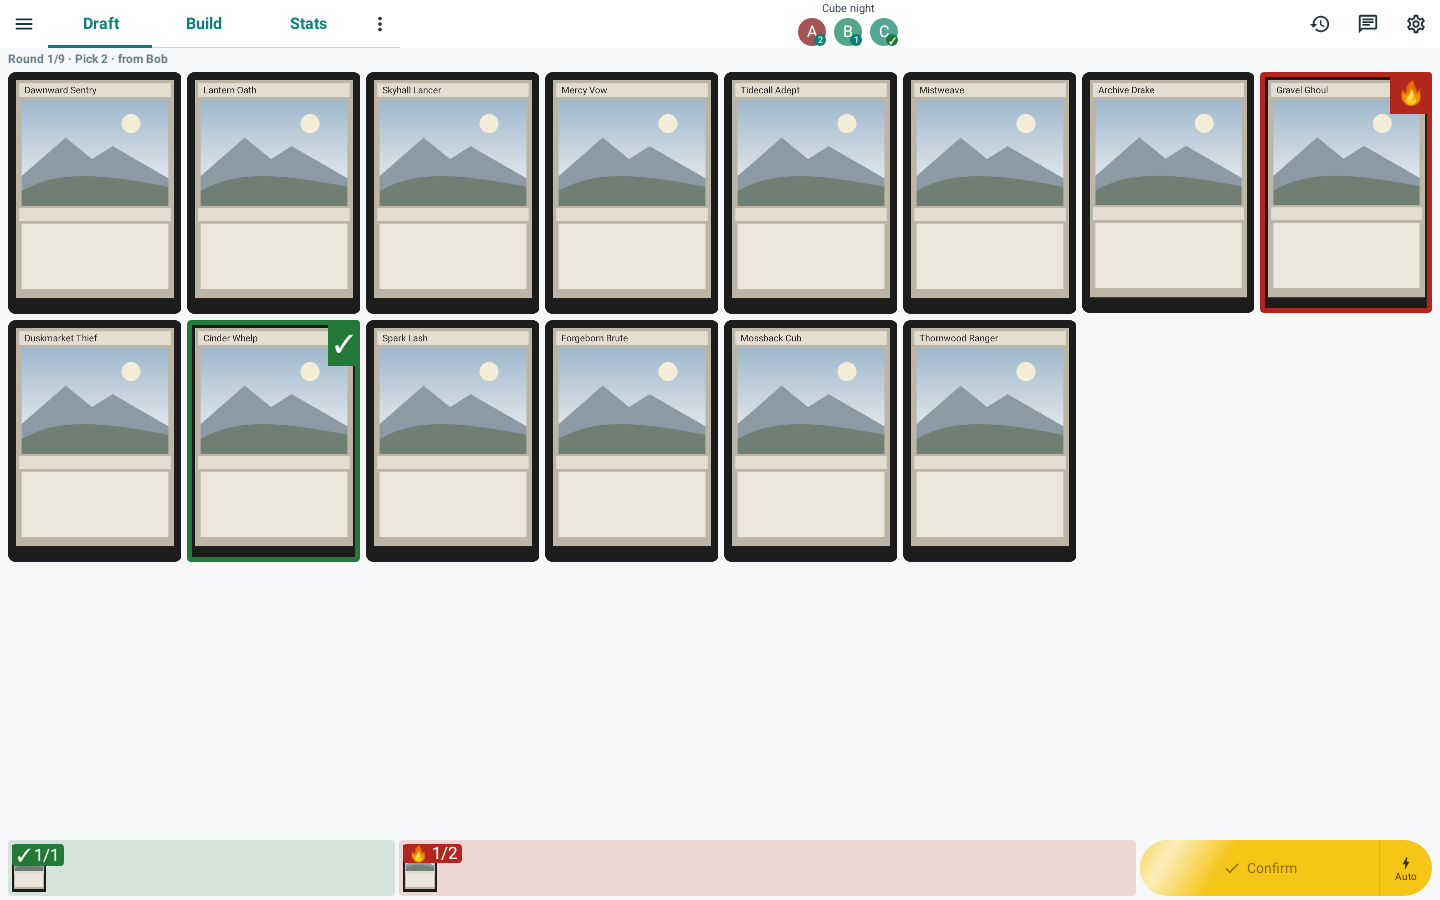 Draft
Build
Stats
Cube night
A
2
B
1
C
Round 1/9 · Pick 2 · from Bob
Dawnward Sentry
Lantern Oath
Skyhall Lancer
Mercy Vow
Tidecall Adept
Mistweave
Archive Drake
Gravel Ghoul
Duskmarket Thief
Cinder Whelp
Spark Lash
Forgeborn Brute
Mossback Cub
Thornwood Ranger
1/1
1/2
Confirm
Auto